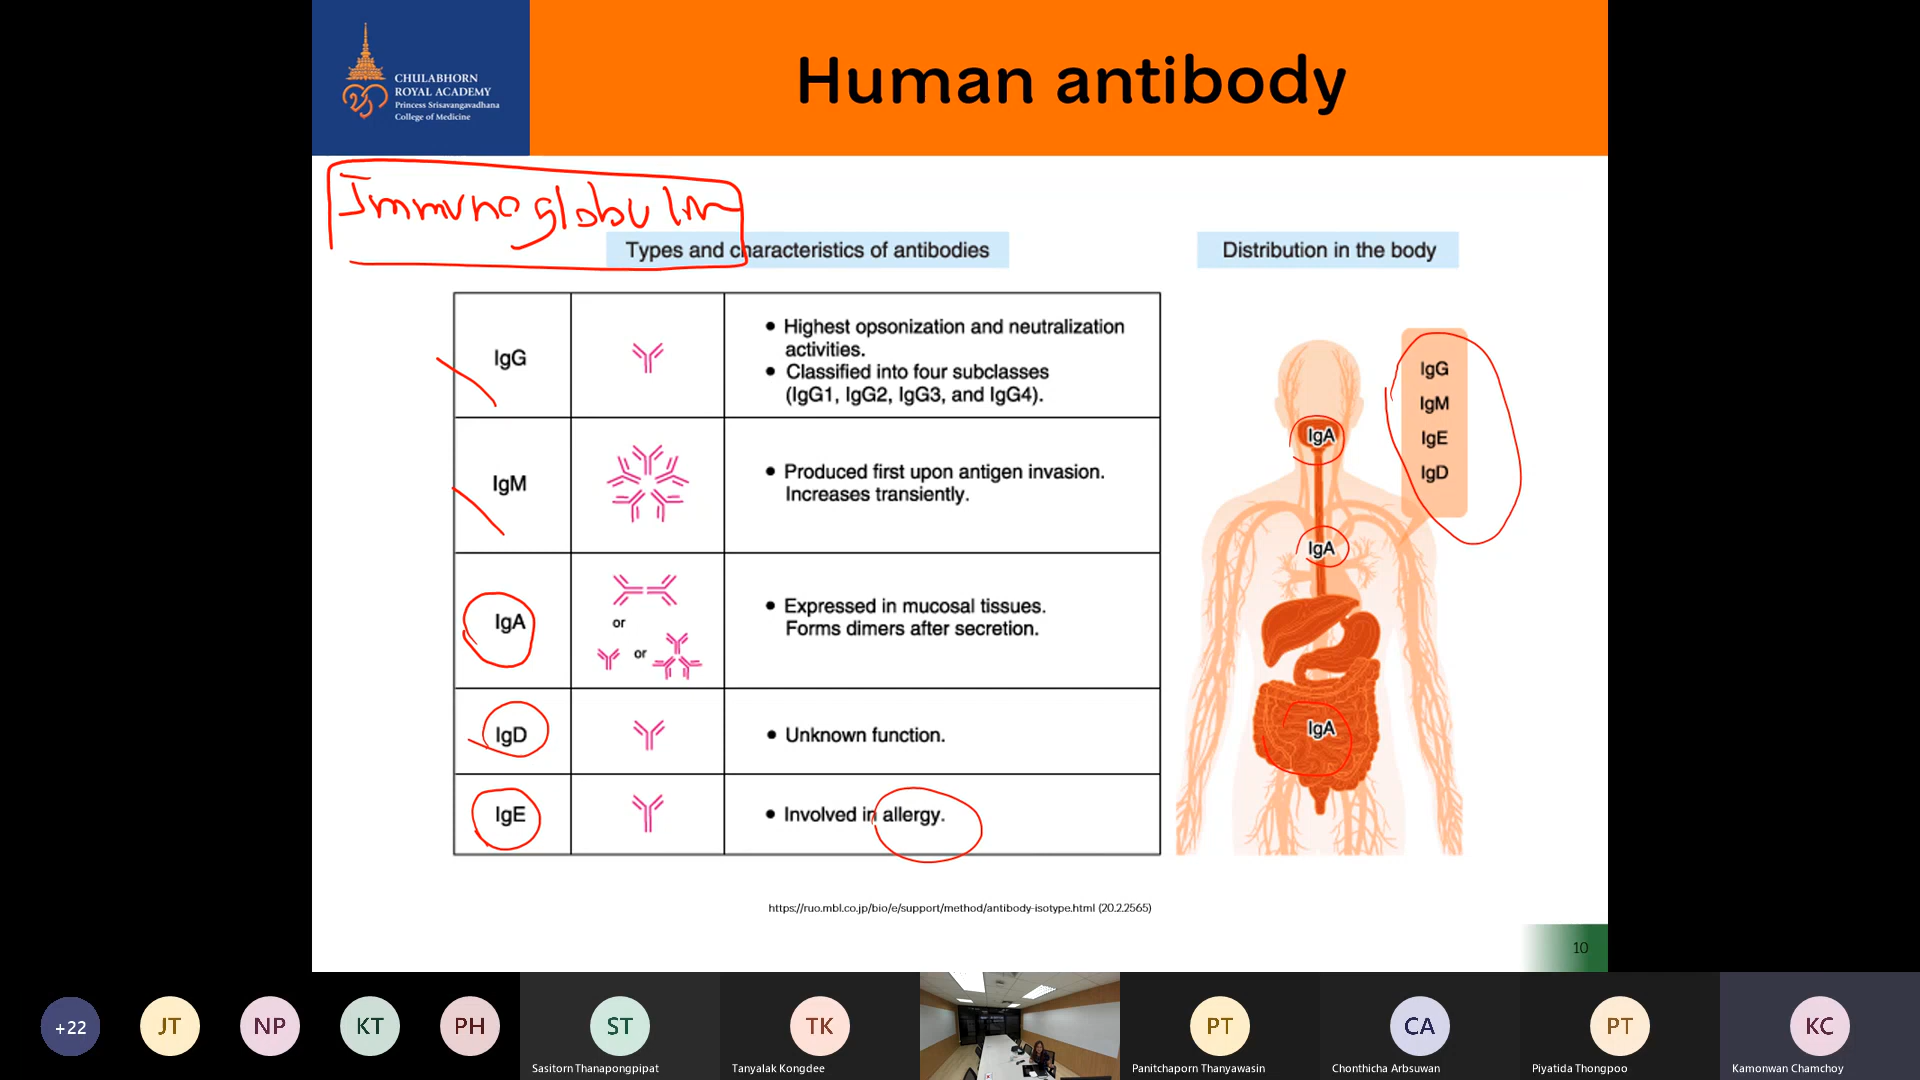 CHULABHORN
ROYAL ACADEMY
Princess Srisavangavadhana
College of Medicine
Human antibody
Immunoglobulin
Types and characteristics of antibodies
Distribution in the body
IgG
• Highest opsonization and neutralization
activities.
• Classified into four subclasses
(IgG1, IgG2, IgG3, and IgG4).
IgM
• Produced first upon antigen invasion.
Increases transiently.
IgA
or
or
• Expressed in mucosal tissues.
Forms dimers after secretion.
IgD
• Unknown function.
IgE
• Involved in allergy.
IgG
IgM
IgE
IgD
IgA
IgA
IgA
https://ruo.mbl.co.jp/bio/e/support/method/antibody-isotype.html (20.2.2565)
10
+22
JT
NP
KT
PH
ST
Sasitorn Thanapongpipat
TK
Tanyalak Kongdee
PT
Panitchaporn Thanyawasin
CA
Chonthicha Arbsuwan
PT
Piyatida Thongpoo
KC
Kamonwan Chamchoy